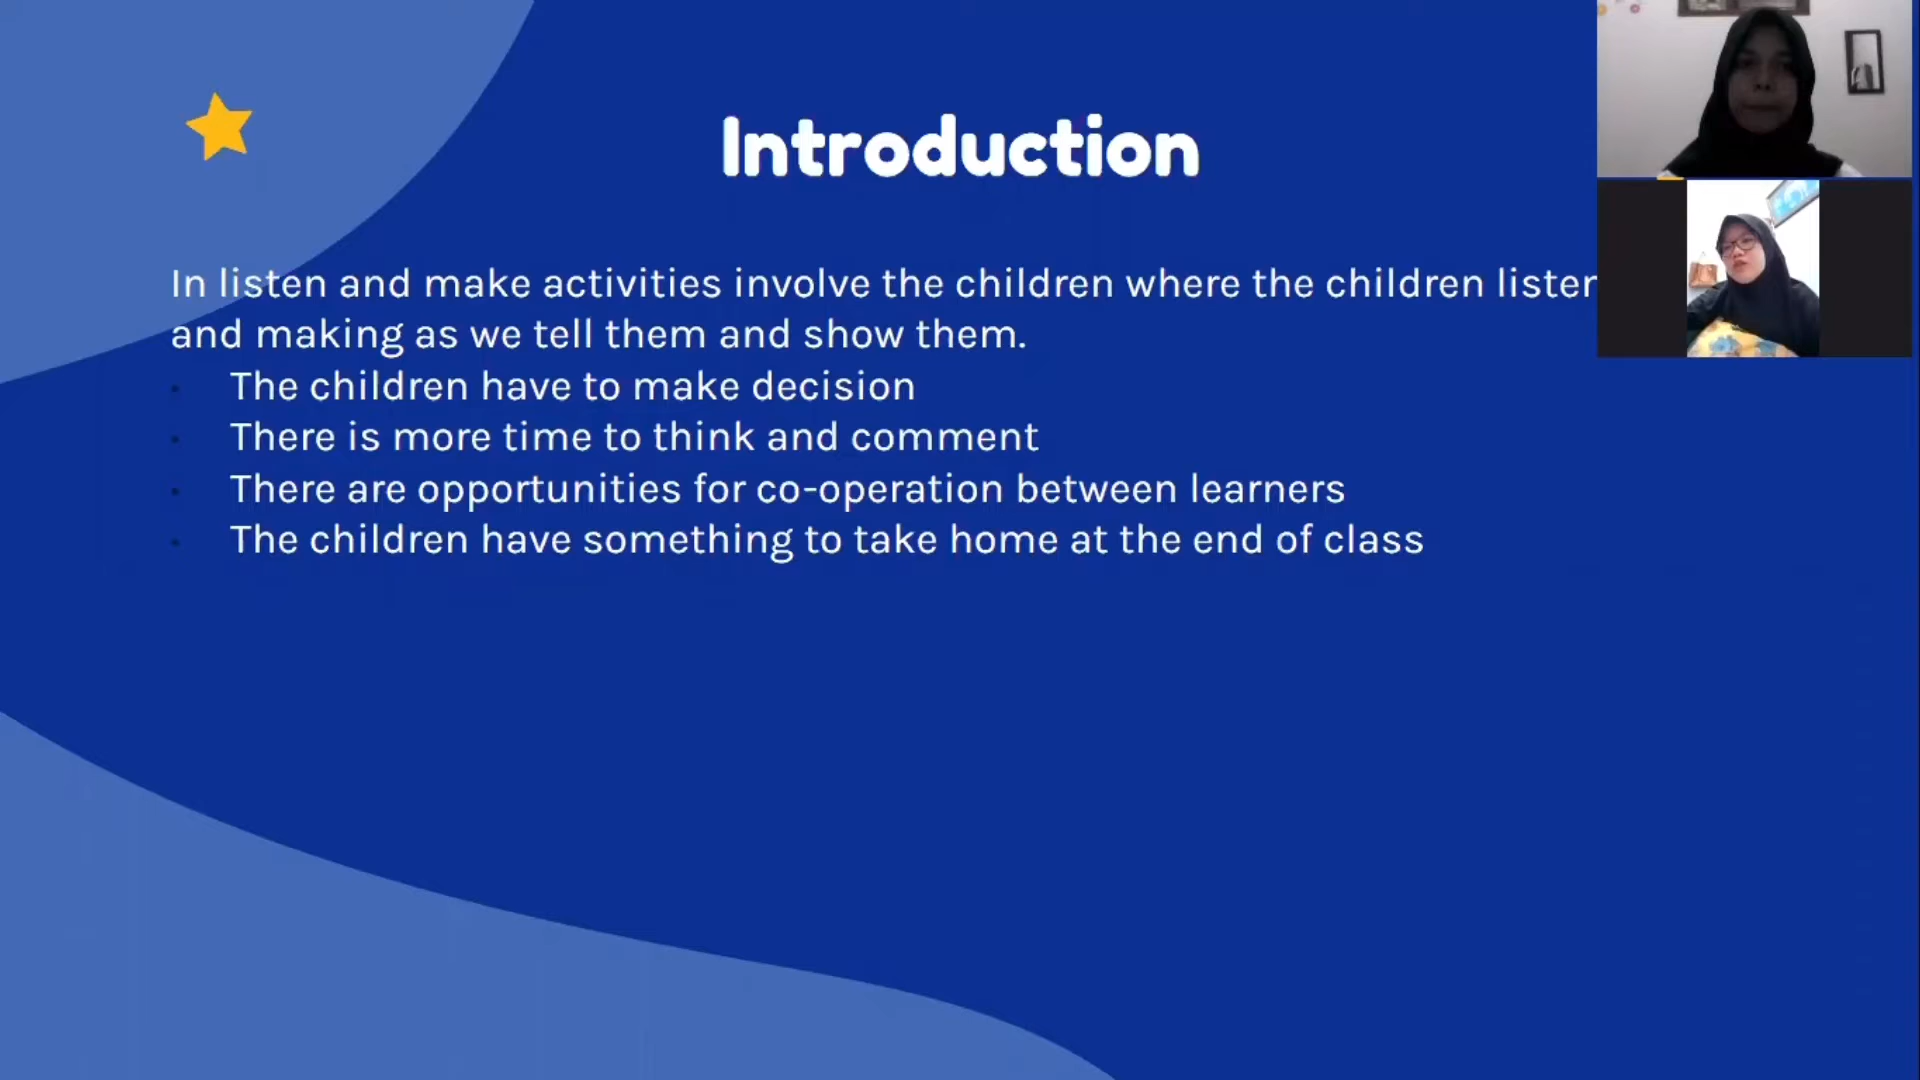 Introduction
In listen and make activities involve the children where the children listen
and making as we tell them and show them.
The children have to make decision
There is more time to think and comment
There are opportunities for co-operation between learners
The children have something to take home at the end of class